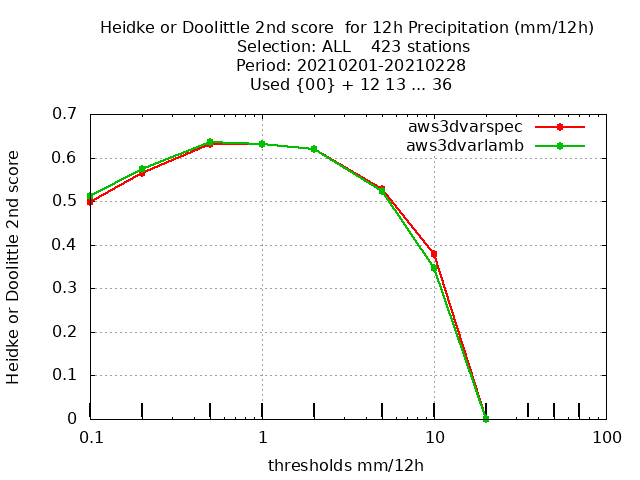 Heidke or Doolittle 2nd score  for 12h Precipitation (mm/12h)
Selection: ALL    423 stations
Period: 20210201-20210228
Used {00} + 12 13 ... 36
aws3dvarspec
aws3dvarlamb
Heidke or Doolittle 2nd score
0.7
0.6
0.5
0.4
0.3
0.2
0.1
0
0.1 1 10 100
thresholds mm/12h